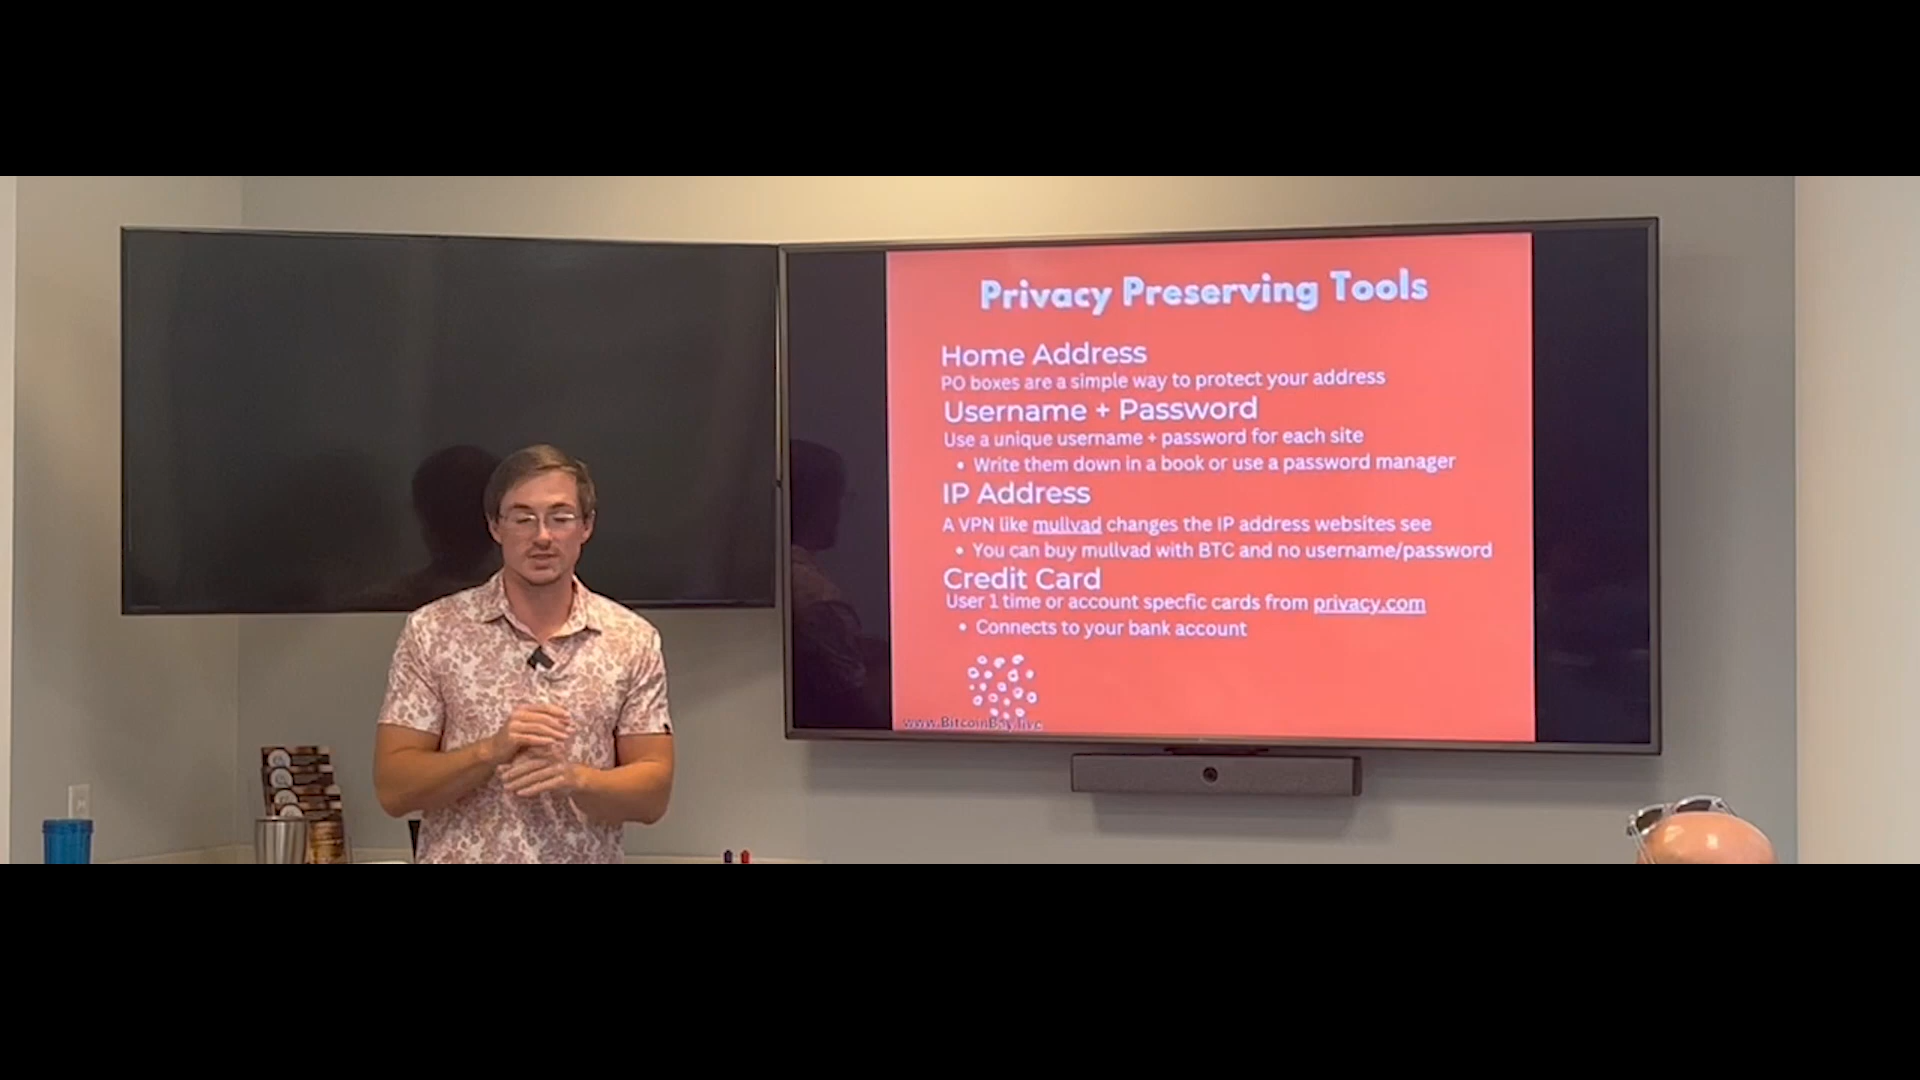 Privacy Preserving Tools
Home Address
PO boxes are a simple way to protect your address
Username + Password
Use a unique username + password for each site
• Write them down in a book or use a password manager
IP Address
A VPN like mullvad changes the IP address websites see
• You can buy mullvad with BTC and no username/password
Credit Card
User 1 time or account specfic cards from privacy.com
• Connects to your bank account
www.BitcoinBay.live